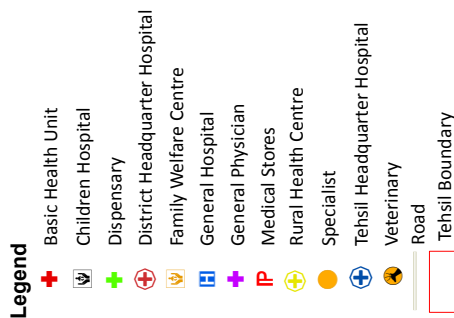 Legend
Basic Health Unit
Children Hospital
Dispensary
District Headquarter Hospital
Family Welfare Centre
General Hospital
General Physician
Medical Stores
Rural Health Centre
Specialist
Tehsil Headquarter Hospital
Veterinary
Road
Tehsil Boundary